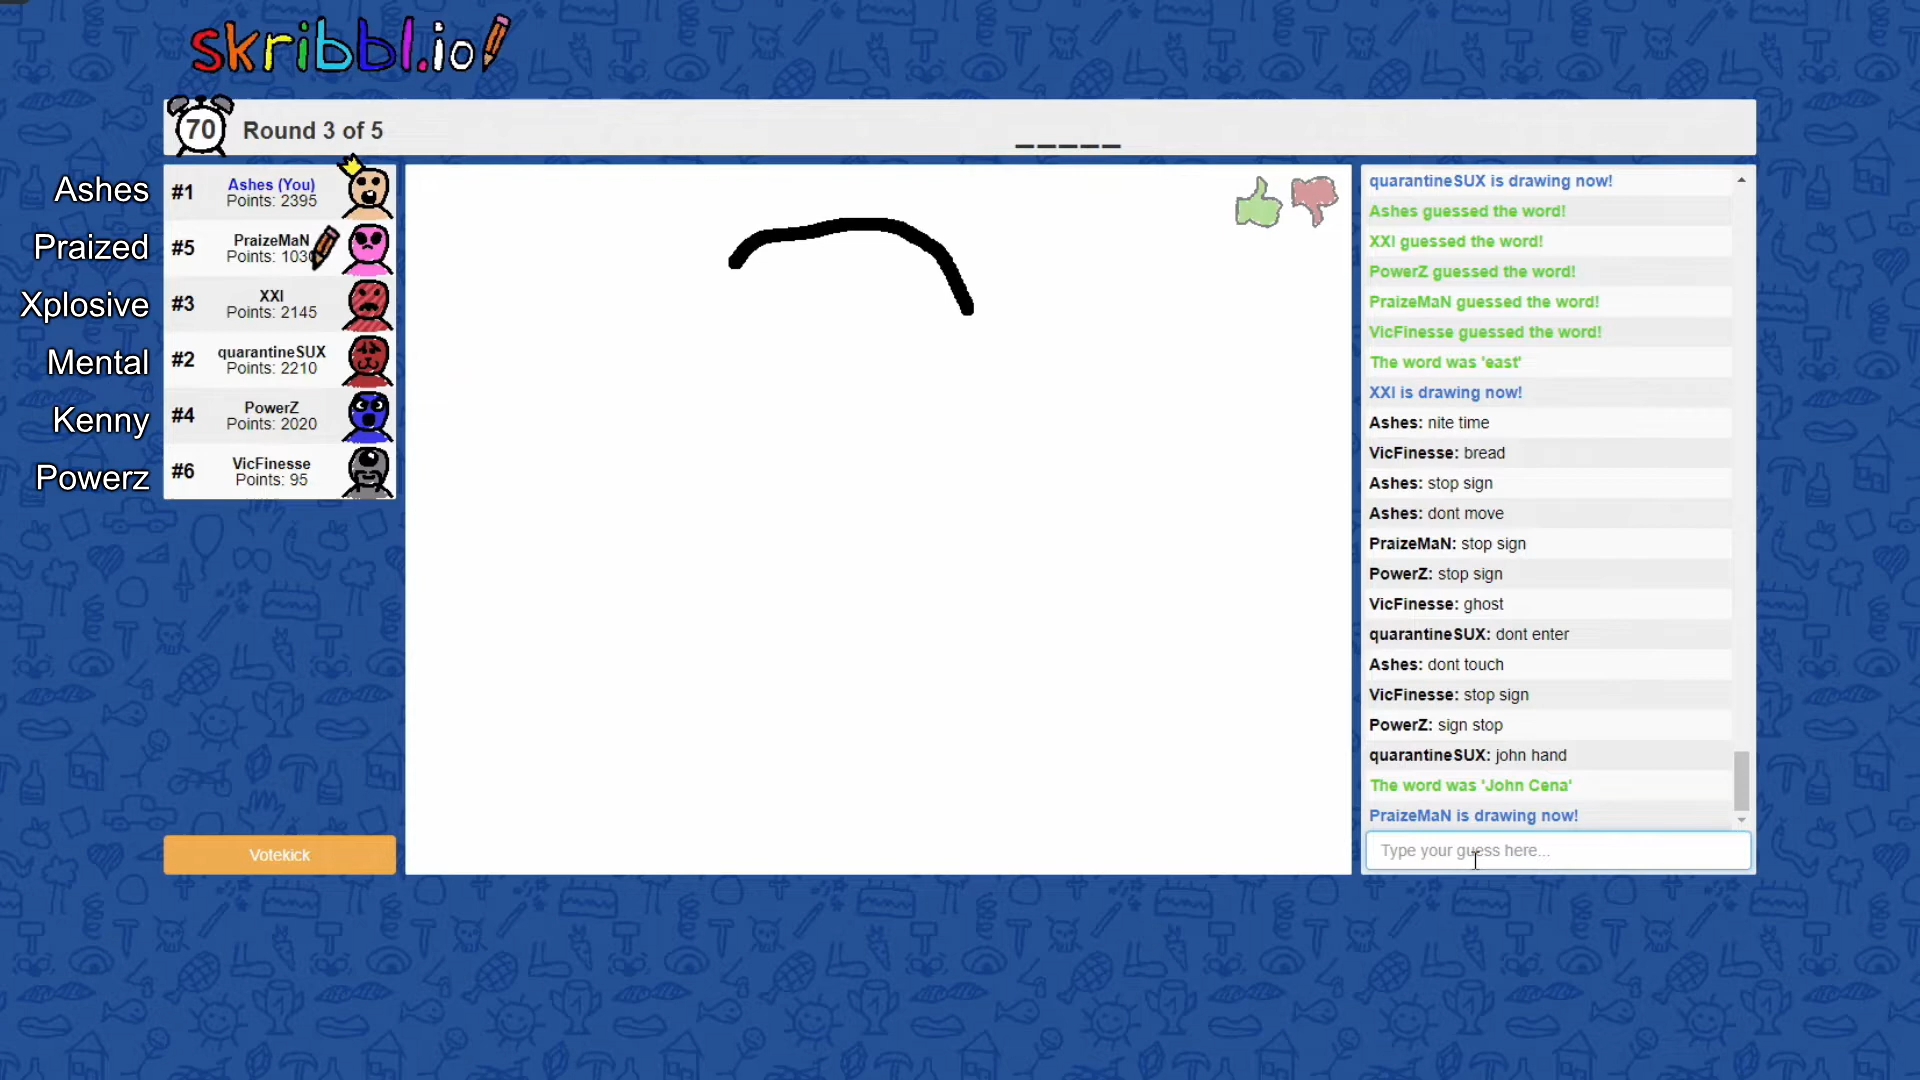 skribbl.io
70
Round 3 of 5
_____
Ashes
Praized
Xplosive
Mental
Kenny
Powerz
#1
Ashes (You)
Points: 2395
#5
PraizeMaN
Points: 1030
#3
XXI
Points: 2145
#2
quarantineSUX
Points: 2210
#4
PowerZ
Points: 2020
#6
VicFinesse
Points: 95
Votekick
quarantineSUX is drawing now!
Ashes guessed the word!
XXI guessed the word!
PowerZ guessed the word!
PraizeMaN guessed the word!
VicFinesse guessed the word!
The word was 'east'
XXI is drawing now!
Ashes: nite time
VicFinesse: bread
Ashes: stop sign
Ashes: dont move
PraizeMaN: stop sign
PowerZ: stop sign
VicFinesse: ghost
quarantineSUX: dont enter
Ashes: dont touch
VicFinesse: stop sign
PowerZ: sign stop
quarantineSUX: john hand
The word was 'John Cena'
PraizeMaN is drawing now!
Type your guess here...